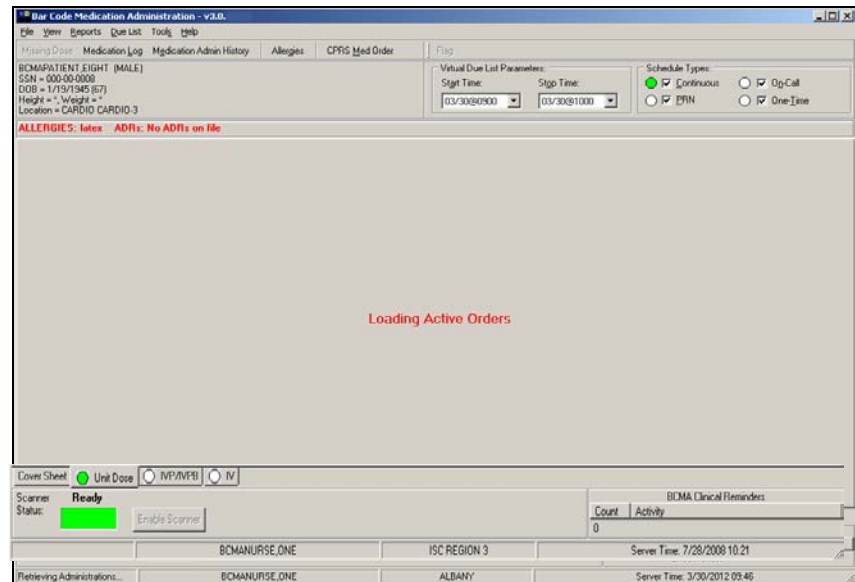 Bar Code Medication Administration - v3.0.
File View Reports Due List Tools Help
Missing Dose Medication Log Medication Admin History Allergies CPRS Med Order Flag
BCMAPATIENT,EIGHT (MALE)
SSN = 000-00-0808
DOB = 1/19/1945 (67)
Height = *, Weight = *
Location = CARDIO CARDIO-3
Virtual Due List Parameters:
Start Time: Stop Time:
03/30@0900 03/30@1000
Schedule Types:
Continuous On-Call
PRN One-Time
ALLERGIES: latex ADRs: No ADRs on file
Loading Active Orders
Cover Sheet Unit Dose IVP/IVPB IV
Scanner Status: Ready
Enable Scanner
BCMA Clinical Reminders
Count Activity
0
BCMANURSE,ONE ISC REGION 3 Server Time: 7/28/2008 10:21
Retrieving Administrations... BCMANURSE,ONE ALBANY Server Time: 3/30/2012 09:46